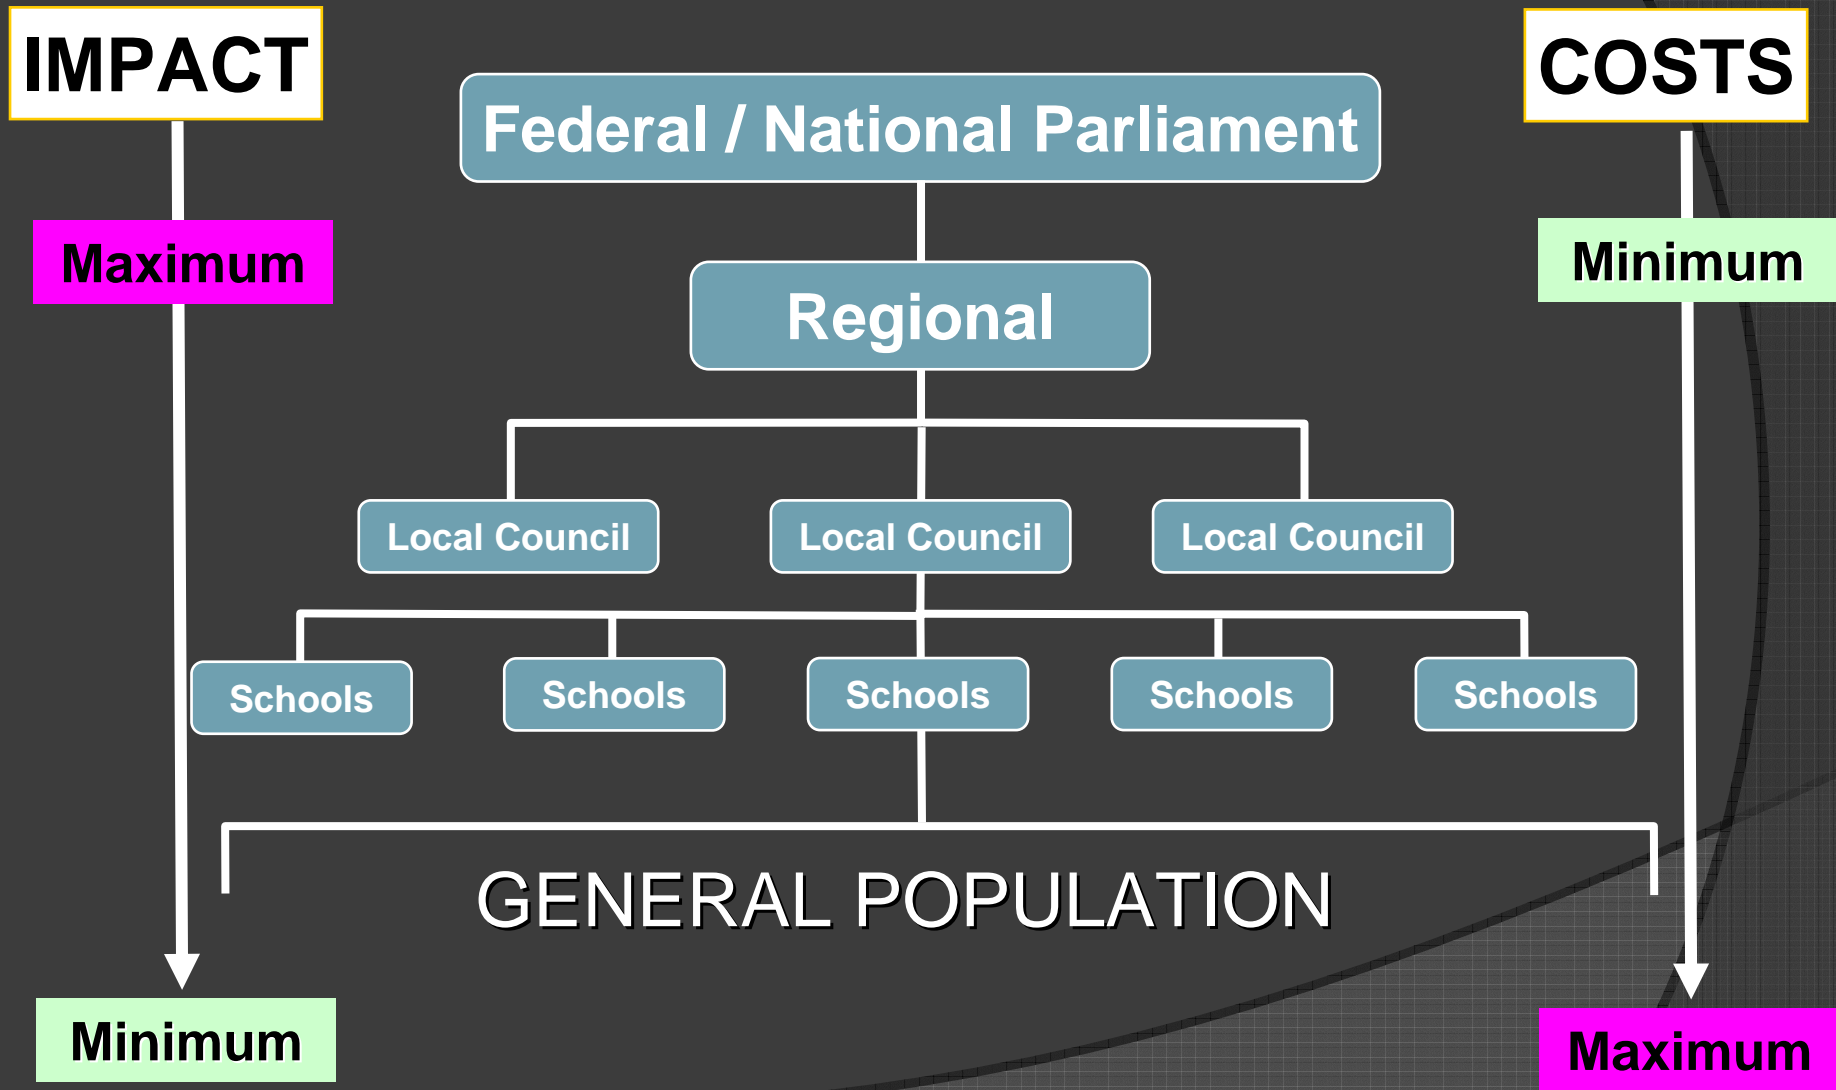 IMPACT
COSTS
Federal / National Parliament
Maximum
Minimum
Regional
Local Council
Local Council
Local Council
Schools
Schools
Schools
Schools
Schools
GENERAL POPULATION
Minimum
Maximum